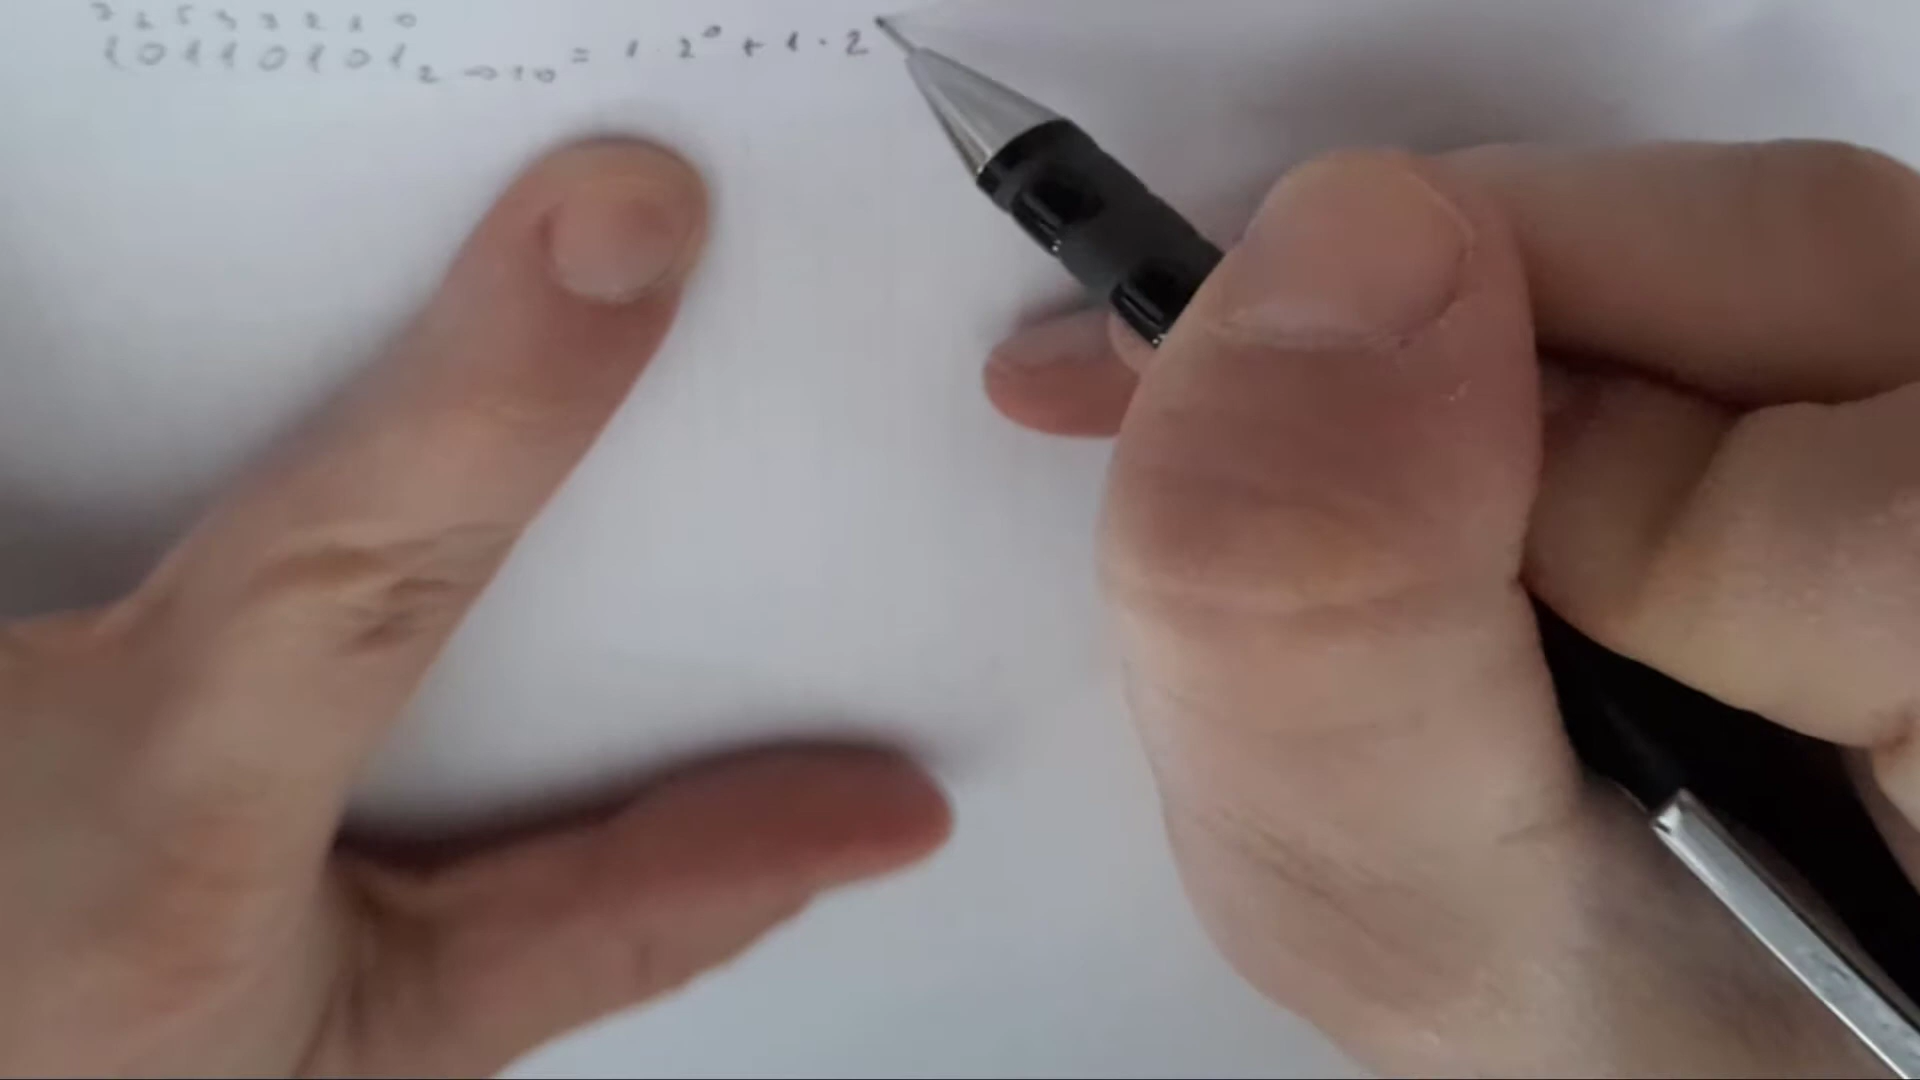 7 6 5 4 3 2 1 0
10110101₂→10 = 1 · 2⁰ + 1 · 2